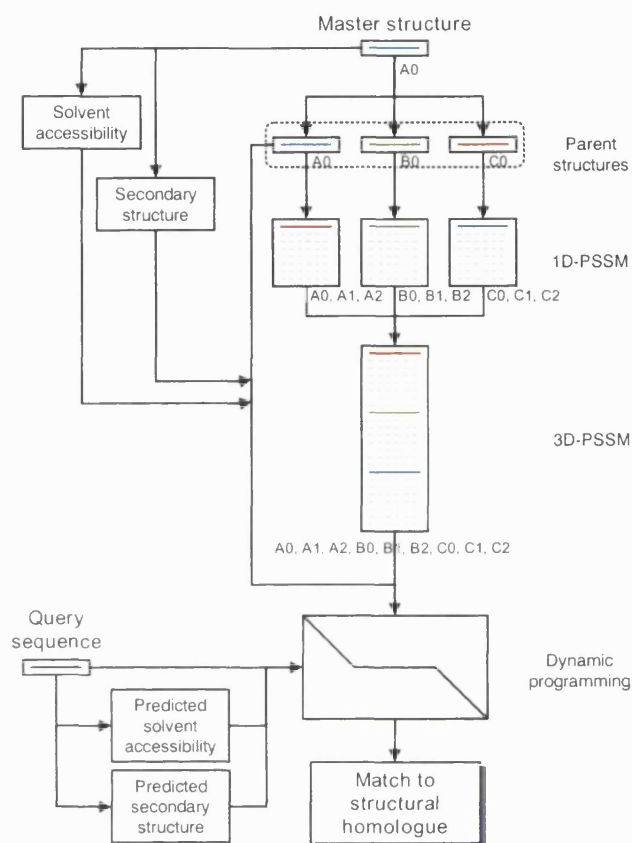 Master structure
A0
Solvent
accessibility
Parent
structures
A0
B0
C0
Secondary
structure
1D-PSSM
A0, A1, A2
B0, B1, B2
C0, C1, C2
3D-PSSM
A0, A1, A2, B0, B1, B2, C0, C1, C2
Query
sequence
Dynamic
programming
Predicted
solvent
accessibility
Predicted
secondary
structure
Match to
structural
homologue